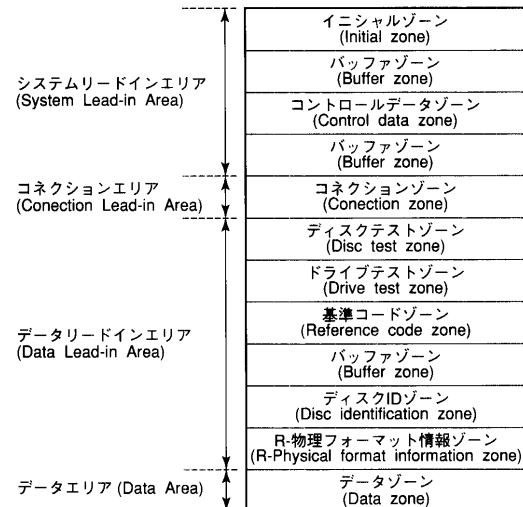 システムリードインエリア
(System Lead-in Area)
コネクションエリア
(Conection Lead-in Area)
データリードインエリア
(Data Lead-in Area)
データエリア (Data Area)
イニシャルゾーン
(Initial zone)
バッファゾーン
(Buffer zone)
コントロールデータゾーン
(Control data zone)
バッファゾーン
(Buffer zone)
コネクションゾーン
(Conection zone)
ディスクテストゾーン
(Disc test zone)
ドライブテストゾーン
(Drive test zone)
基準コードゾーン
(Reference code zone)
バッファゾーン
(Buffer zone)
ディスクIDゾーン
(Disc identification zone)
R-物理フォーマット情報ゾーン
(R-Physical format information zone)
データゾーン
(Data zone)